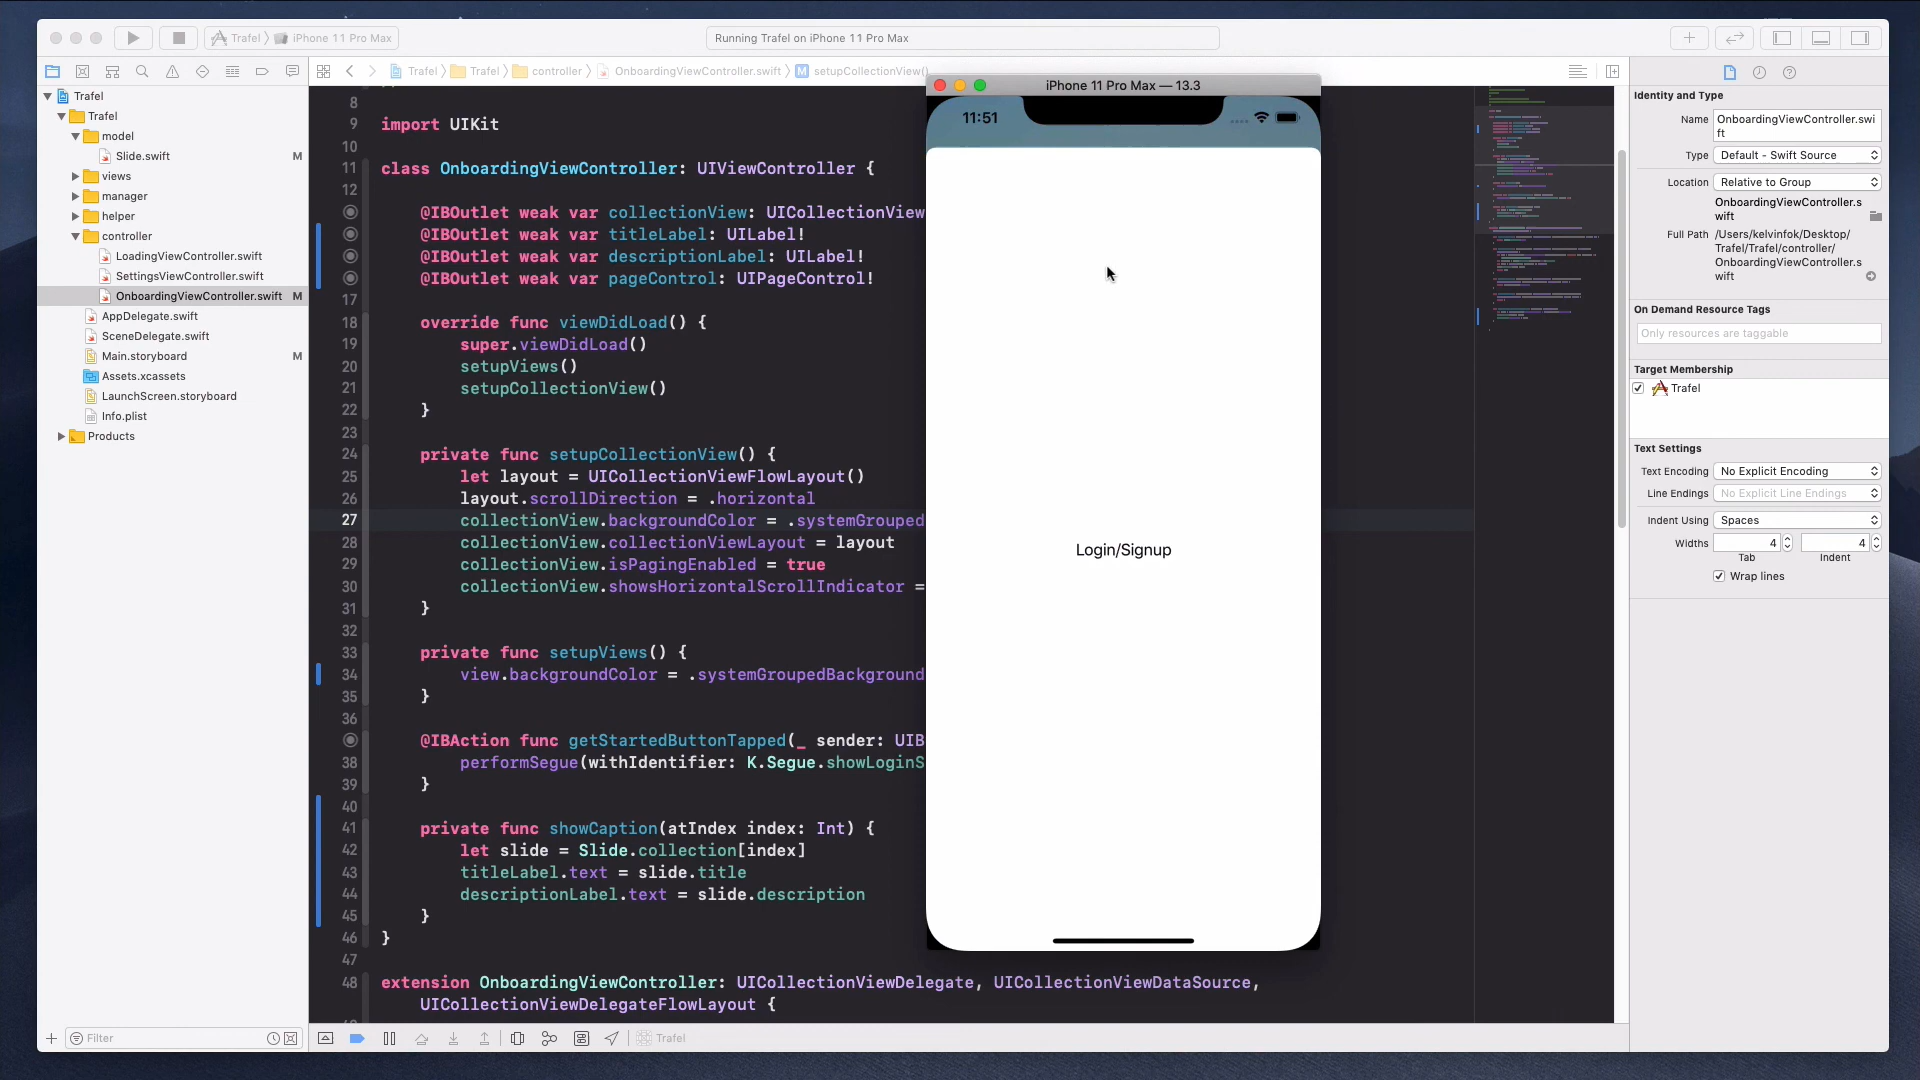 Trafel
iPhone 11 Pro Max
Running Trafel on iPhone 11 Pro Max
Trafel
Trafel
controller
OnboardingViewController.swift
setupCollectionView()
Trafel
Trafel
model
Slide.swift M
views
manager
helper
controller
LoadingViewController.swift
SettingsViewController.swift
OnboardingViewController.swift M
AppDelegate.swift
SceneDelegate.swift
Main.storyboard M
Assets.xcassets
LaunchScreen.storyboard
Info.plist
Products
Filter
8
9 import UIKit
10
11 class OnboardingViewController: UIViewController {
12
@IBOutlet weak var collectionView: UICollectionView
@IBOutlet weak var titleLabel: UILabel!
@IBOutlet weak var descriptionLabel: UILabel!
@IBOutlet weak var pageControl: UIPageControl!
17
18 override func viewDidLoad() {
19 super.viewDidLoad()
20 setupViews()
21 setupCollectionView()
22 }
23
24 private func setupCollectionView() {
25 let layout = UICollectionViewFlowLayout()
26 layout.scrollDirection = .horizontal
27 collectionView.backgroundColor = .systemGrouped
28 collectionView.collectionViewLayout = layout
29 collectionView.isPagingEnabled = true
30 collectionView.showsHorizontalScrollIndicator =
31 }
32
33 private func setupViews() {
34 view.backgroundColor = .systemGroupedBackground
35 }
36
@IBAction func getStartedButtonTapped(_ sender: UIB
38 performSegue(withIdentifier: K.Segue.showLoginS
39 }
40
41 private func showCaption(atIndex index: Int) {
42 let slide = Slide.collection[index]
43 titleLabel.text = slide.title
44 descriptionLabel.text = slide.description
45 }
46 }
47
48 extension OnboardingViewController: UICollectionViewDelegate, UICollectionViewDataSource,
UICollectionViewDelegateFlowLayout {
Trafel
iPhone 11 Pro Max — 13.3
11:51
Login/Signup
Identity and Type
Name OnboardingViewController.swi
ft
Type Default - Swift Source
Location Relative to Group
OnboardingViewController.s
wift
Full Path /Users/kelvinfok/Desktop/
Trafel/Trafel/controller/
OnboardingViewController.s
wift
On Demand Resource Tags
Only resources are taggable
Target Membership
Trafel
Text Settings
Text Encoding No Explicit Encoding
Line Endings No Explicit Line Endings
Indent Using Spaces
Widths 4 4
Tab Indent
Wrap lines